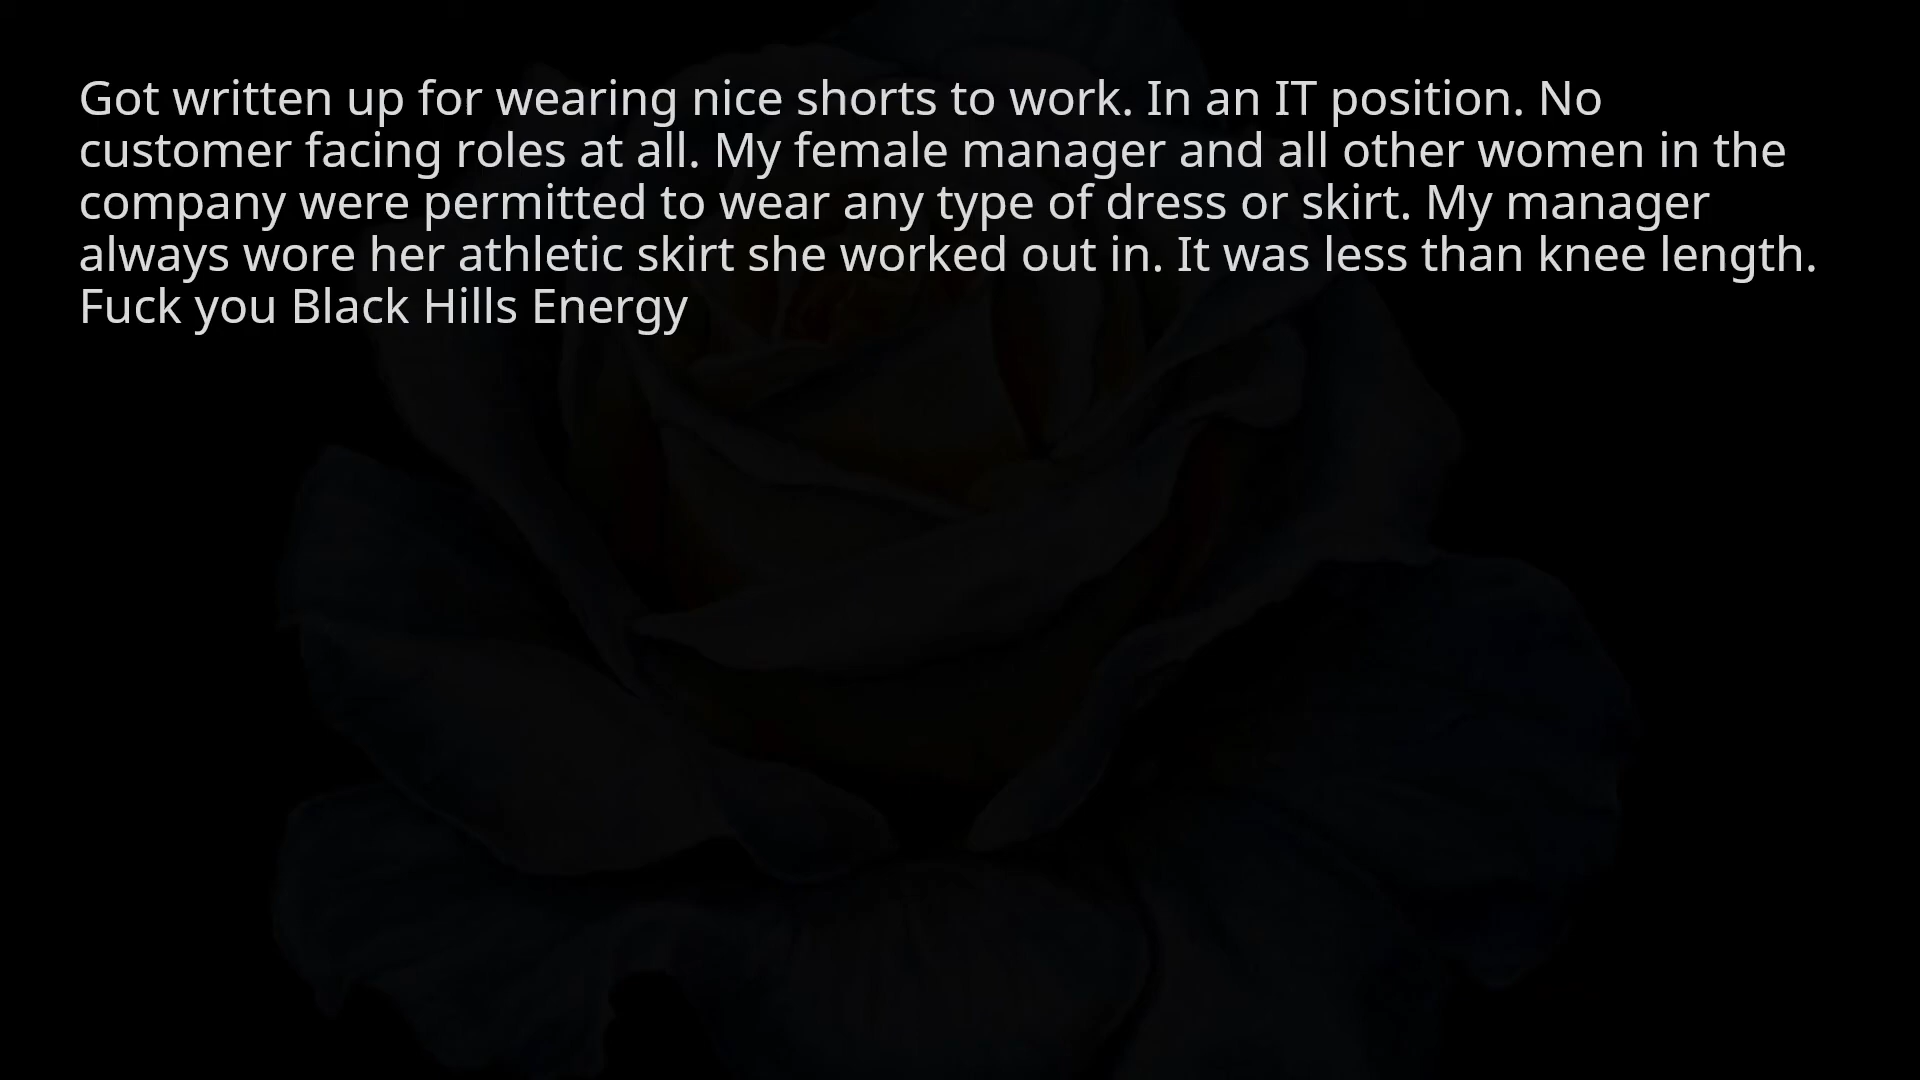 Got written up for wearing nice shorts to work. In an IT position. No
customer facing roles at all. My female manager and all other women in the
company were permitted to wear any type of dress or skirt. My manager
always wore her athletic skirt she worked out in. It was less than knee length.
Fuck you Black Hills Energy